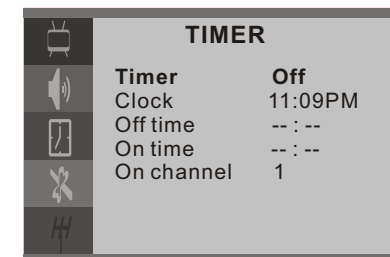 TIMER
Timer Off
Clock 11:09PM
Off time -- : --
On time -- : --
On channel 1